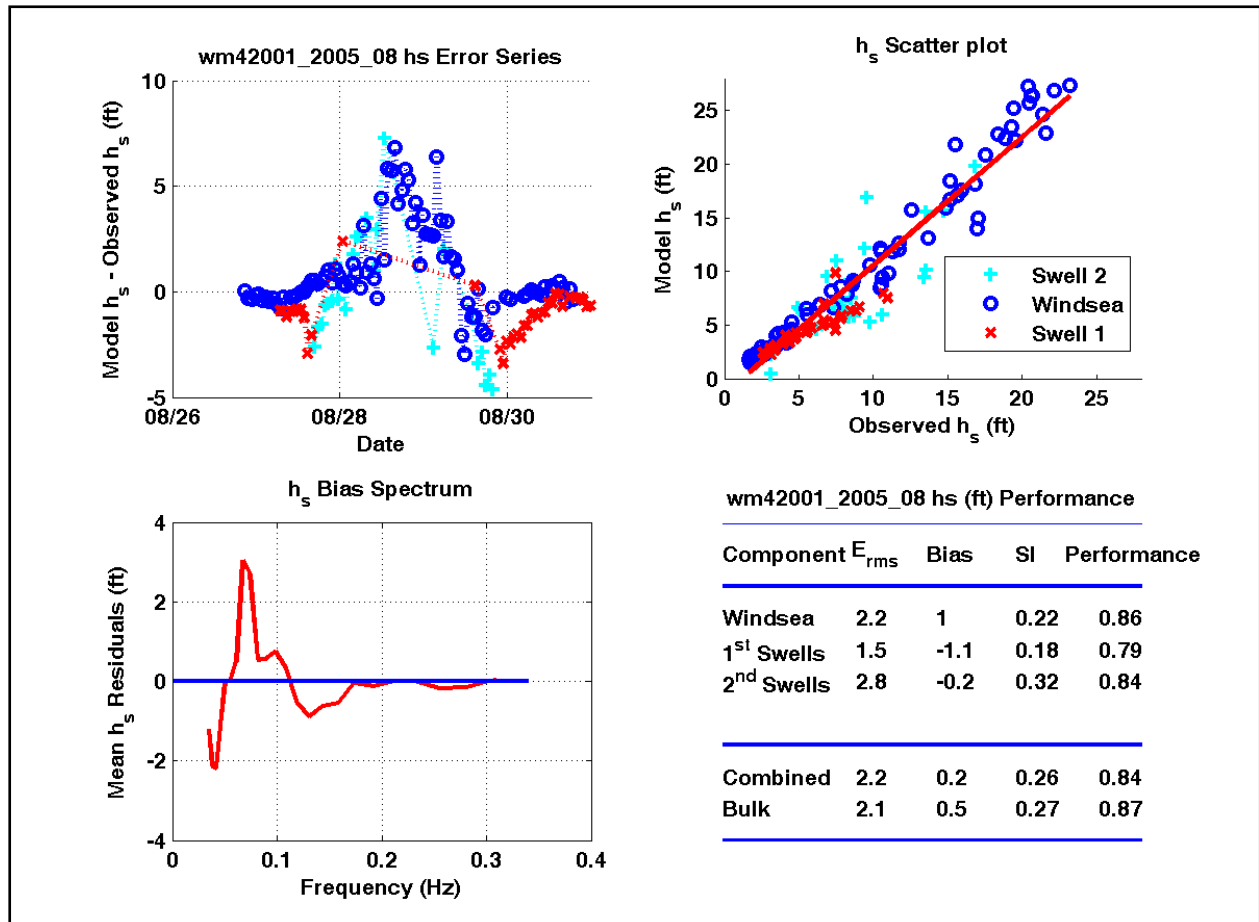 wm42001_2005_08 hs Error Series
10
5
0
-5
08/26
08/28
08/30
Model hs - Observed hs (ft)
Date
hs Scatter plot
25
20
15
10
5
0
0
5
10
15
20
25
Model hs (ft)
Observed hs (ft)
Swell 2
Windsea
Swell 1
hs Bias Spectrum
4
2
0
-2
-4
0
0.1
0.2
0.3
0.4
Mean hs Residuals (ft)
Frequency (Hz)
wm42001_2005_08 hs (ft) Performance
Component Erms Bias SI Performance
Windsea 2.2 1 0.22 0.86
1st Swells 1.5 -1.1 0.18 0.79
2nd Swells 2.8 -0.2 0.32 0.84
Combined 2.2 0.2 0.26 0.84
Bulk 2.1 0.5 0.27 0.87